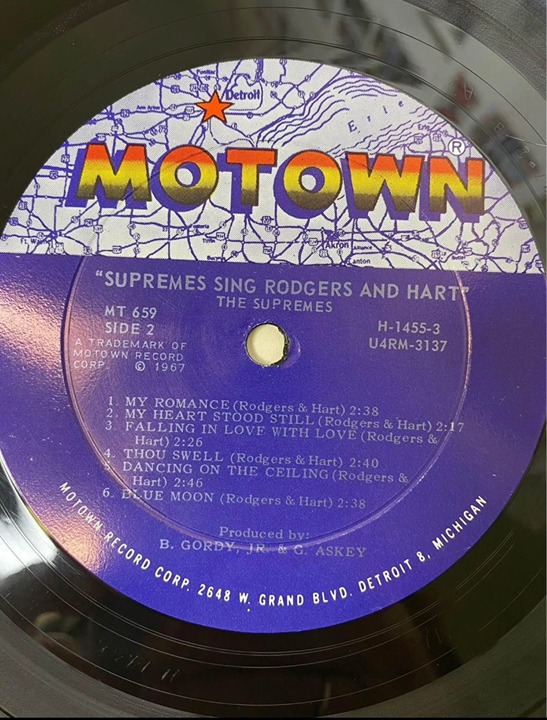 Detroit
Erie
MOTOWN®
Akron
"SUPREMES SING RODGERS AND HART"
THE SUPREMES
MT 659
SIDE 2
H-1455-3
U4RM-3137
A TRADEMARK OF
MOTOWN RECORD
CORP. © 1967
1. MY ROMANCE (Rodgers & Hart) 2:38
2. MY HEART STOOD STILL (Rodgers & Hart) 2:17
3. FALLING IN LOVE WITH LOVE (Rodgers &
Hart) 2:26
4. THOU SWELL (Rodgers & Hart) 2:40
5. DANCING ON THE CEILING (Rodgers &
Hart) 2:46
6. BLUE MOON (Rodgers & Hart) 2:38
Produced by:
B. GORDY, JR. & G. ASKEY
MOTOWN RECORD CORP. 2648 W. GRAND BLVD. DETROIT 8, MICHIGAN